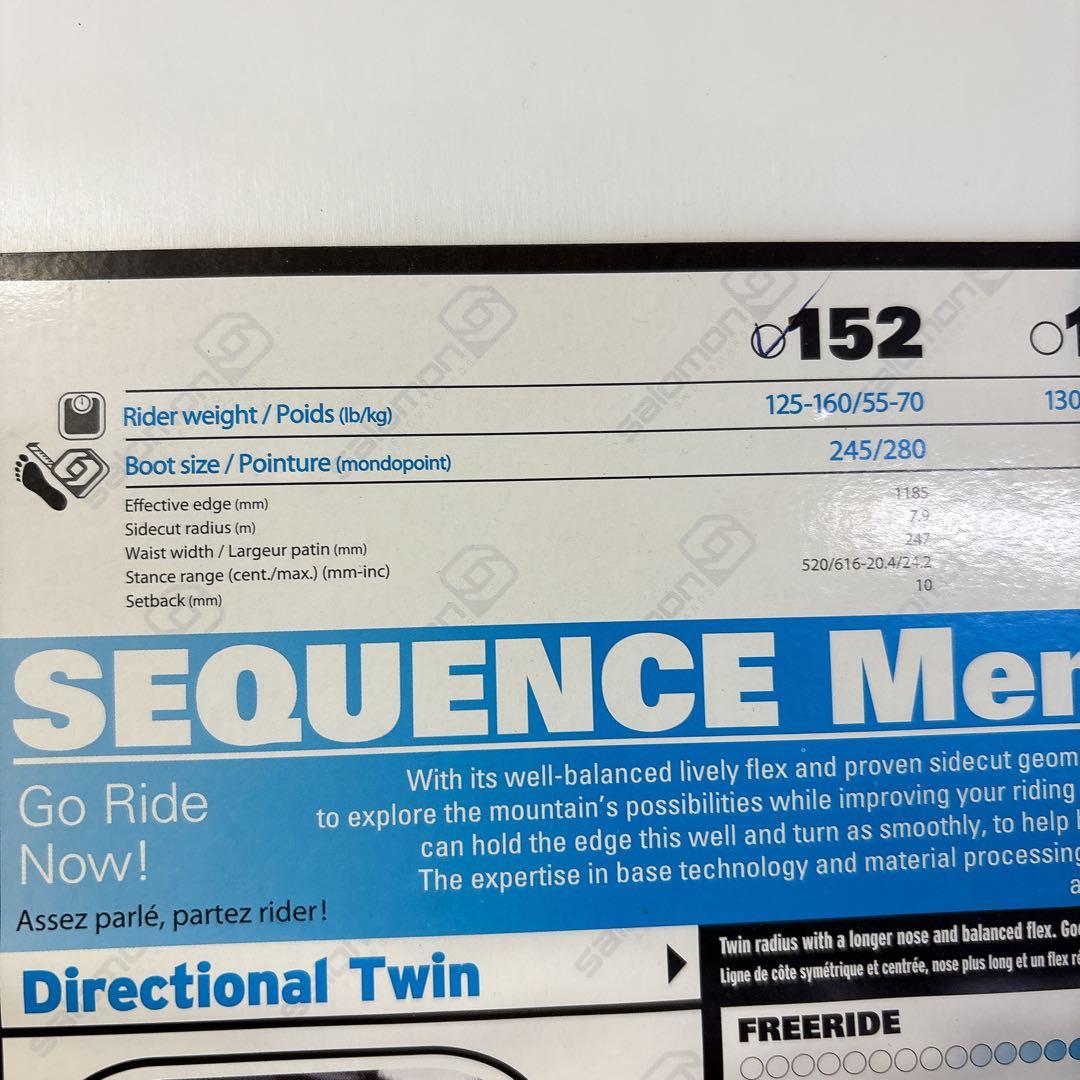 152
Rider weight / Poids (lb/kg) 125-160/55-70 130
Boot size / Pointure (mondopoint) 245/280
Effective edge (mm) 1185
Sidecut radius (m) 7.9
Waist width / Largeur patin (mm) 247
Stance range (cent./max.) (mm-inc) 520/616-20.4/24.2
Setback (mm) 10
SEQUENCE Men
Go Ride
Now!
Assez parlé, partez rider!
With its well-balanced lively flex and proven sidecut geom
to explore the mountain's possibilities while improving your riding
can hold the edge this well and turn as smoothly, to help
The expertise in base technology and material processing
Directional Twin
Twin radius with a longer nose and balanced flex. Go
Ligne de côte symétrique et centrée, nose plus long et un flex ré
FREERIDE
salomon